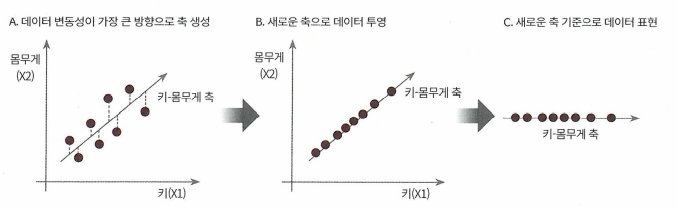 A. 데이터 변동성이 가장 큰 방향으로 축 생성
몸무게
(X2)
키-몸무게 축
키(X1)
B. 새로운 축으로 데이터 투영
몸무게
(X2)
키-몸무게 축
키(X1)
C. 새로운 축 기준으로 데이터 표현
키-몸무게 축